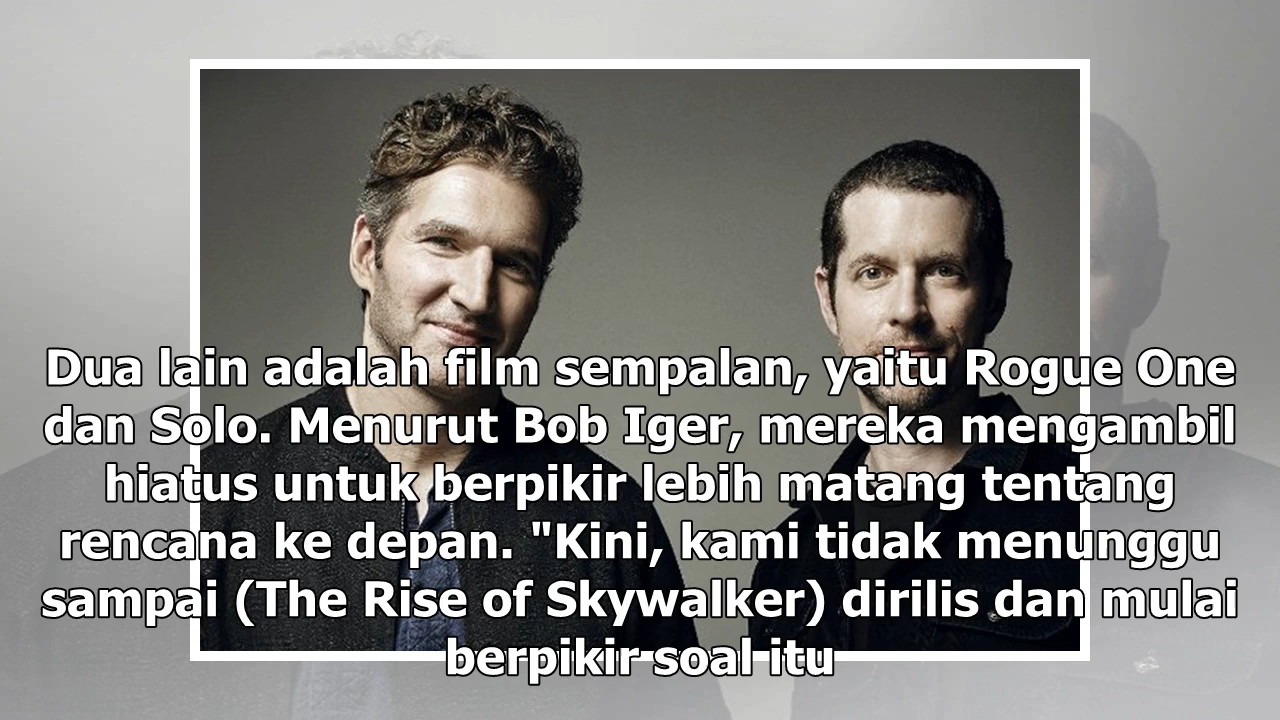 Dua lain adalah film sempalan, yaitu Rogue One
dan Solo. Menurut Bob Iger, mereka mengambil
hiatus untuk berpikir lebih matang tentang
rencana ke depan. "Kini, kami tidak menunggu
sampai (The Rise of Skywalker) dirilis dan mulai
berpikir soal itu